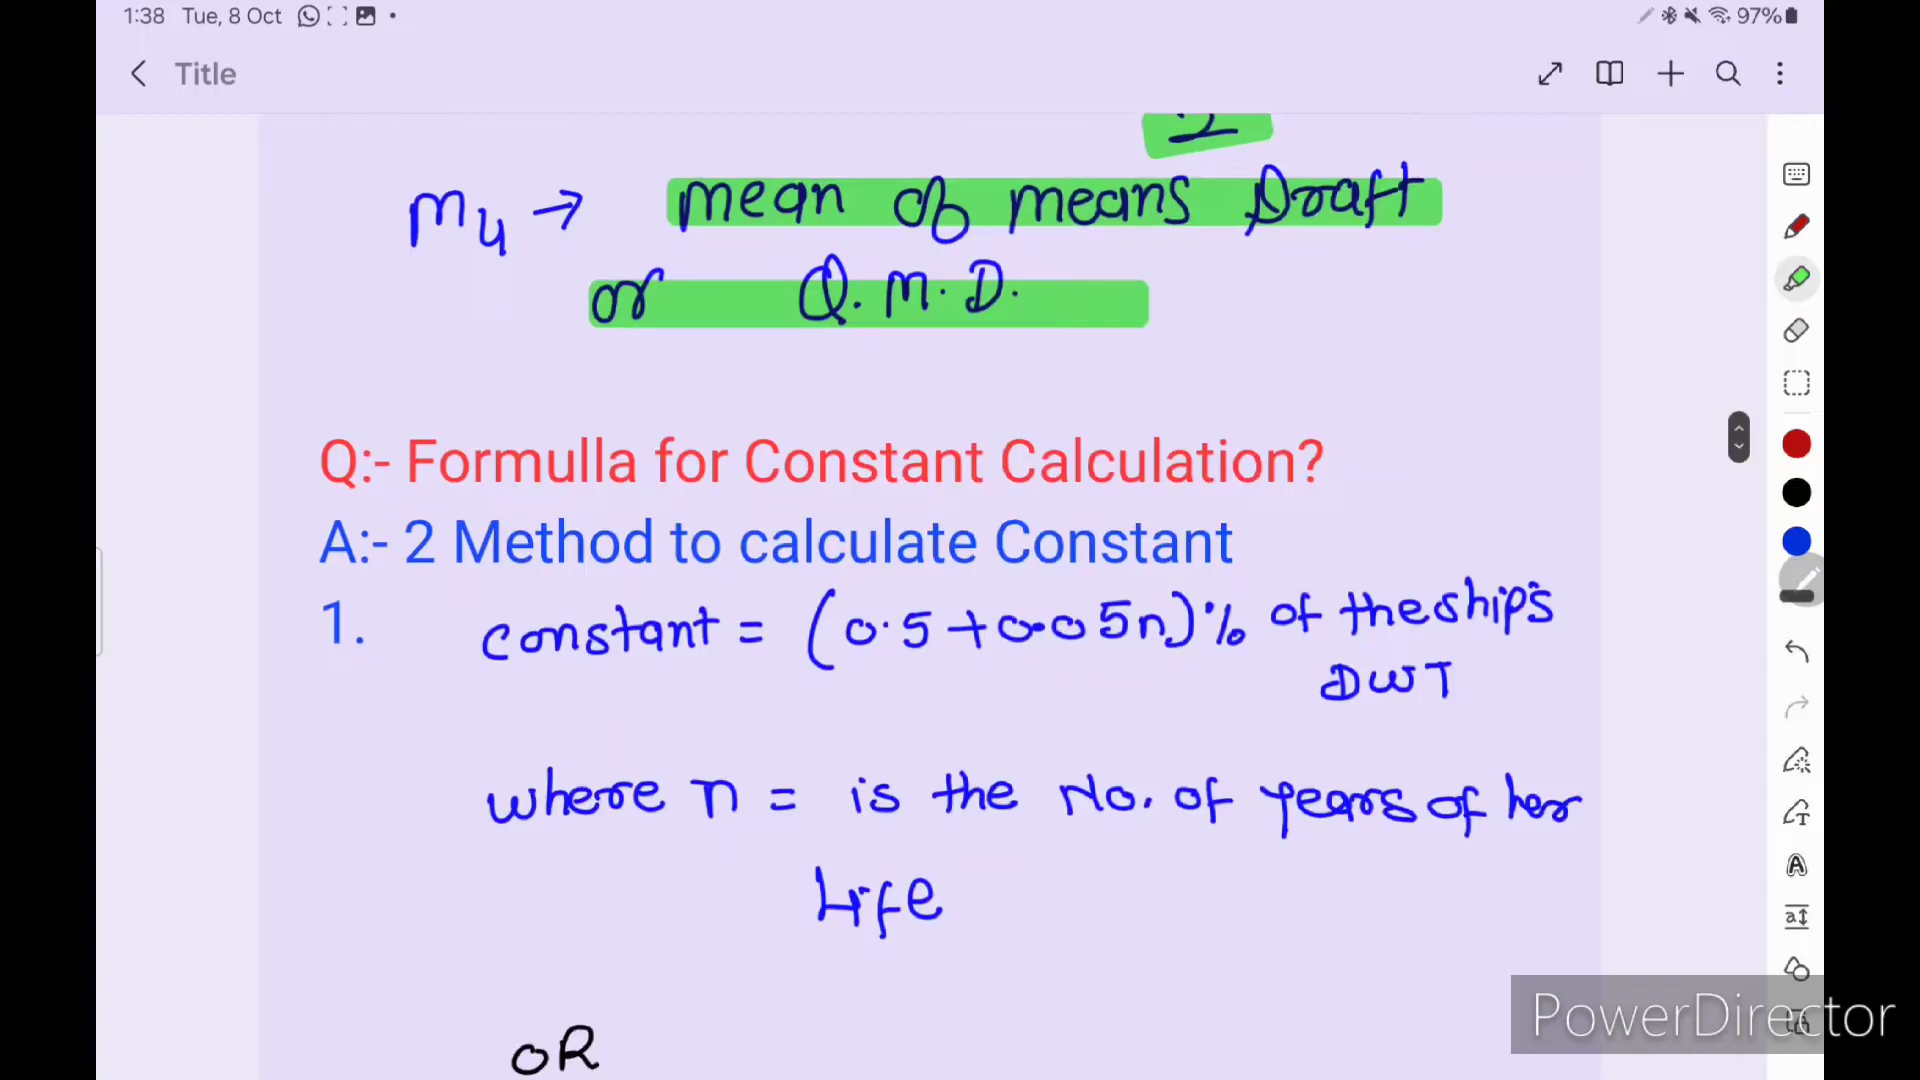 1:38 Tue, 8 Oct
97%
Title
2
m4 → mean of means Draft
or Q.M.D.
Q:- Formulla for Constant Calculation?
A:- 2 Method to calculate Constant
1. constant = (0.5+0.05n)% of the ship's
DWT
where n = is the No. of years of her
Life
OR
PowerDirector